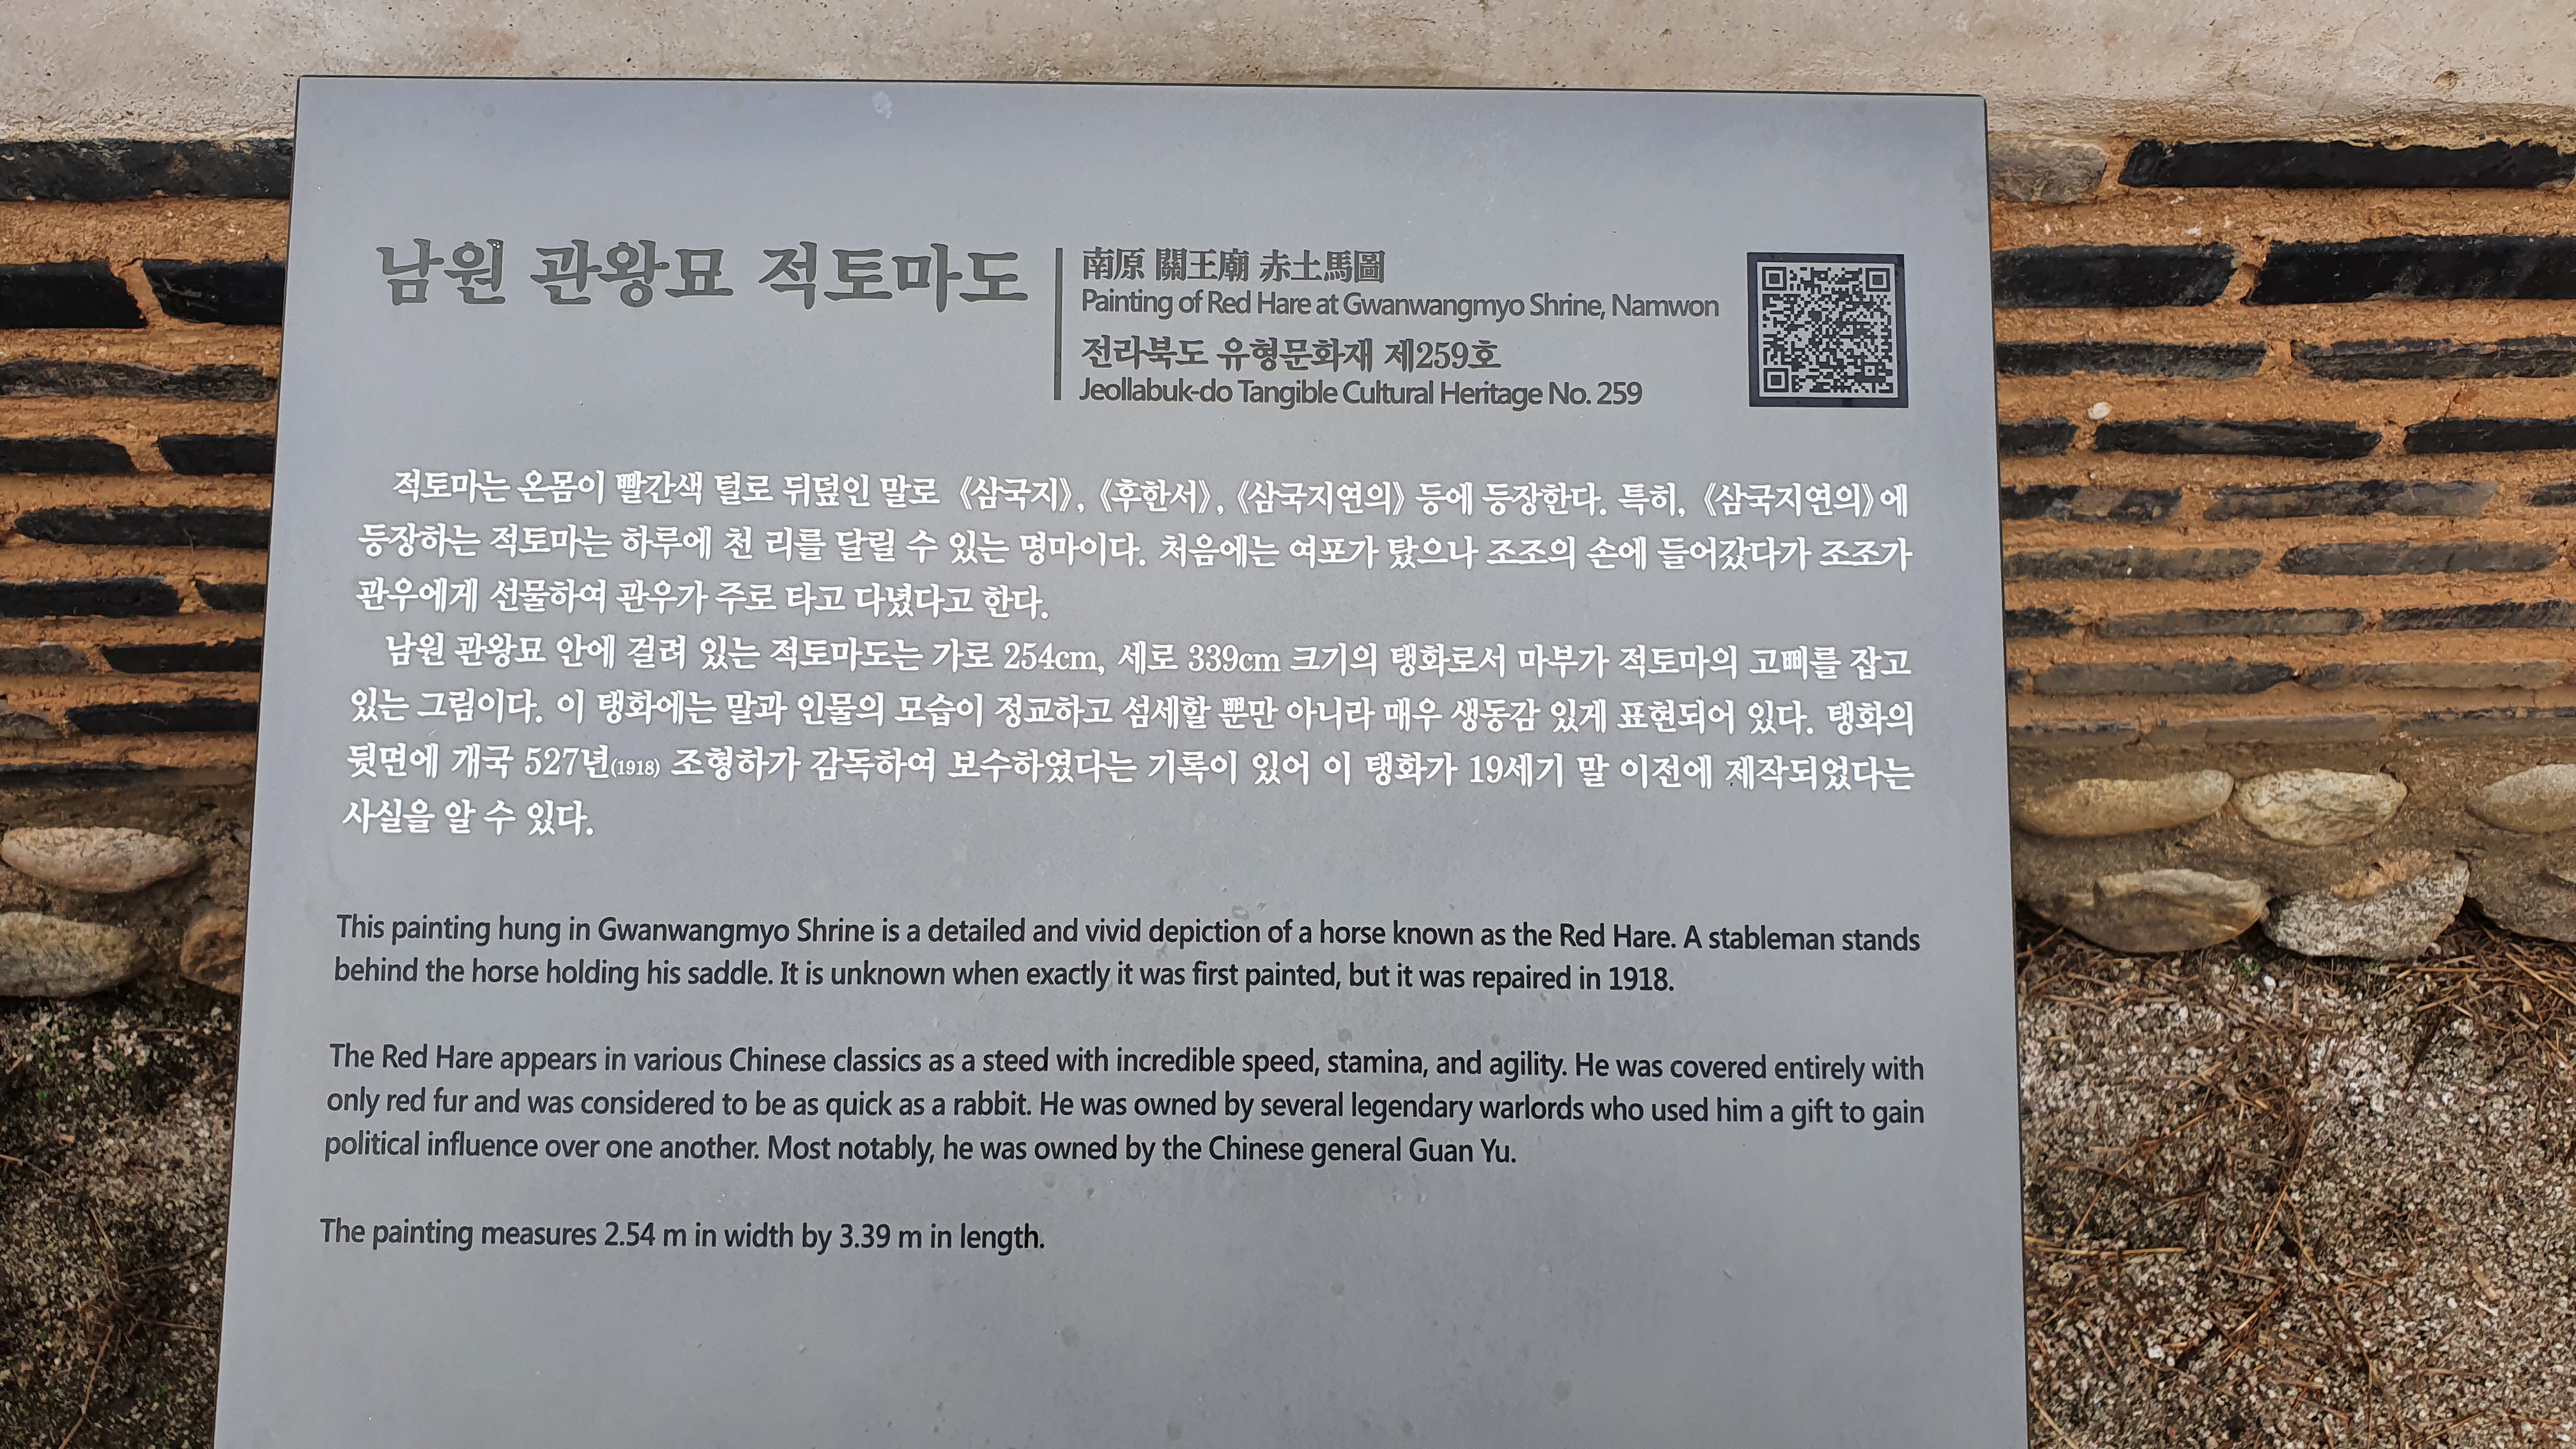 남원 관왕묘 적토마도
南原 關王廟 赤土馬圖
Painting of Red Hare at Gwanwangmyo Shrine, Namwon
전라북도 유형문화재 제259호
Jeollabuk-do Tangible Cultural Heritage No. 259
적토마는 온몸이 빨간색 털로 뒤덮인 말로 《삼국지》, 《후한서》, 《삼국지연의》 등에 등장한다. 특히, 《삼국지연의》에
등장하는 적토마는 하루에 천 리를 달릴 수 있는 명마이다. 처음에는 여포가 탔으나 조조의 손에 들어갔다가 조조가
관우에게 선물하여 관우가 주로 타고 다녔다고 한다.
남원 관왕묘 안에 걸려 있는 적토마도는 가로 254cm, 세로 339cm 크기의 탱화로서 마부가 적토마의 고삐를 잡고
있는 그림이다. 이 탱화에는 말과 인물의 모습이 정교하고 섬세할 뿐만 아니라 매우 생동감 있게 표현되어 있다. 탱화의
뒷면에 개국 527년(1918) 조형하가 감독하여 보수하였다는 기록이 있어 이 탱화가 19세기 말 이전에 제작되었다는
사실을 알 수 있다.
This painting hung in Gwanwangmyo Shrine is a detailed and vivid depiction of a horse known as the Red Hare. A stableman stands
behind the horse holding his saddle. It is unknown when exactly it was first painted, but it was repaired in 1918.
The Red Hare appears in various Chinese classics as a steed with incredible speed, stamina, and agility. He was covered entirely with
only red fur and was considered to be as quick as a rabbit. He was owned by several legendary warlords who used him a gift to gain
political influence over one another. Most notably, he was owned by the Chinese general Guan Yu.
The painting measures 2.54 m in width by 3.39 m in length.